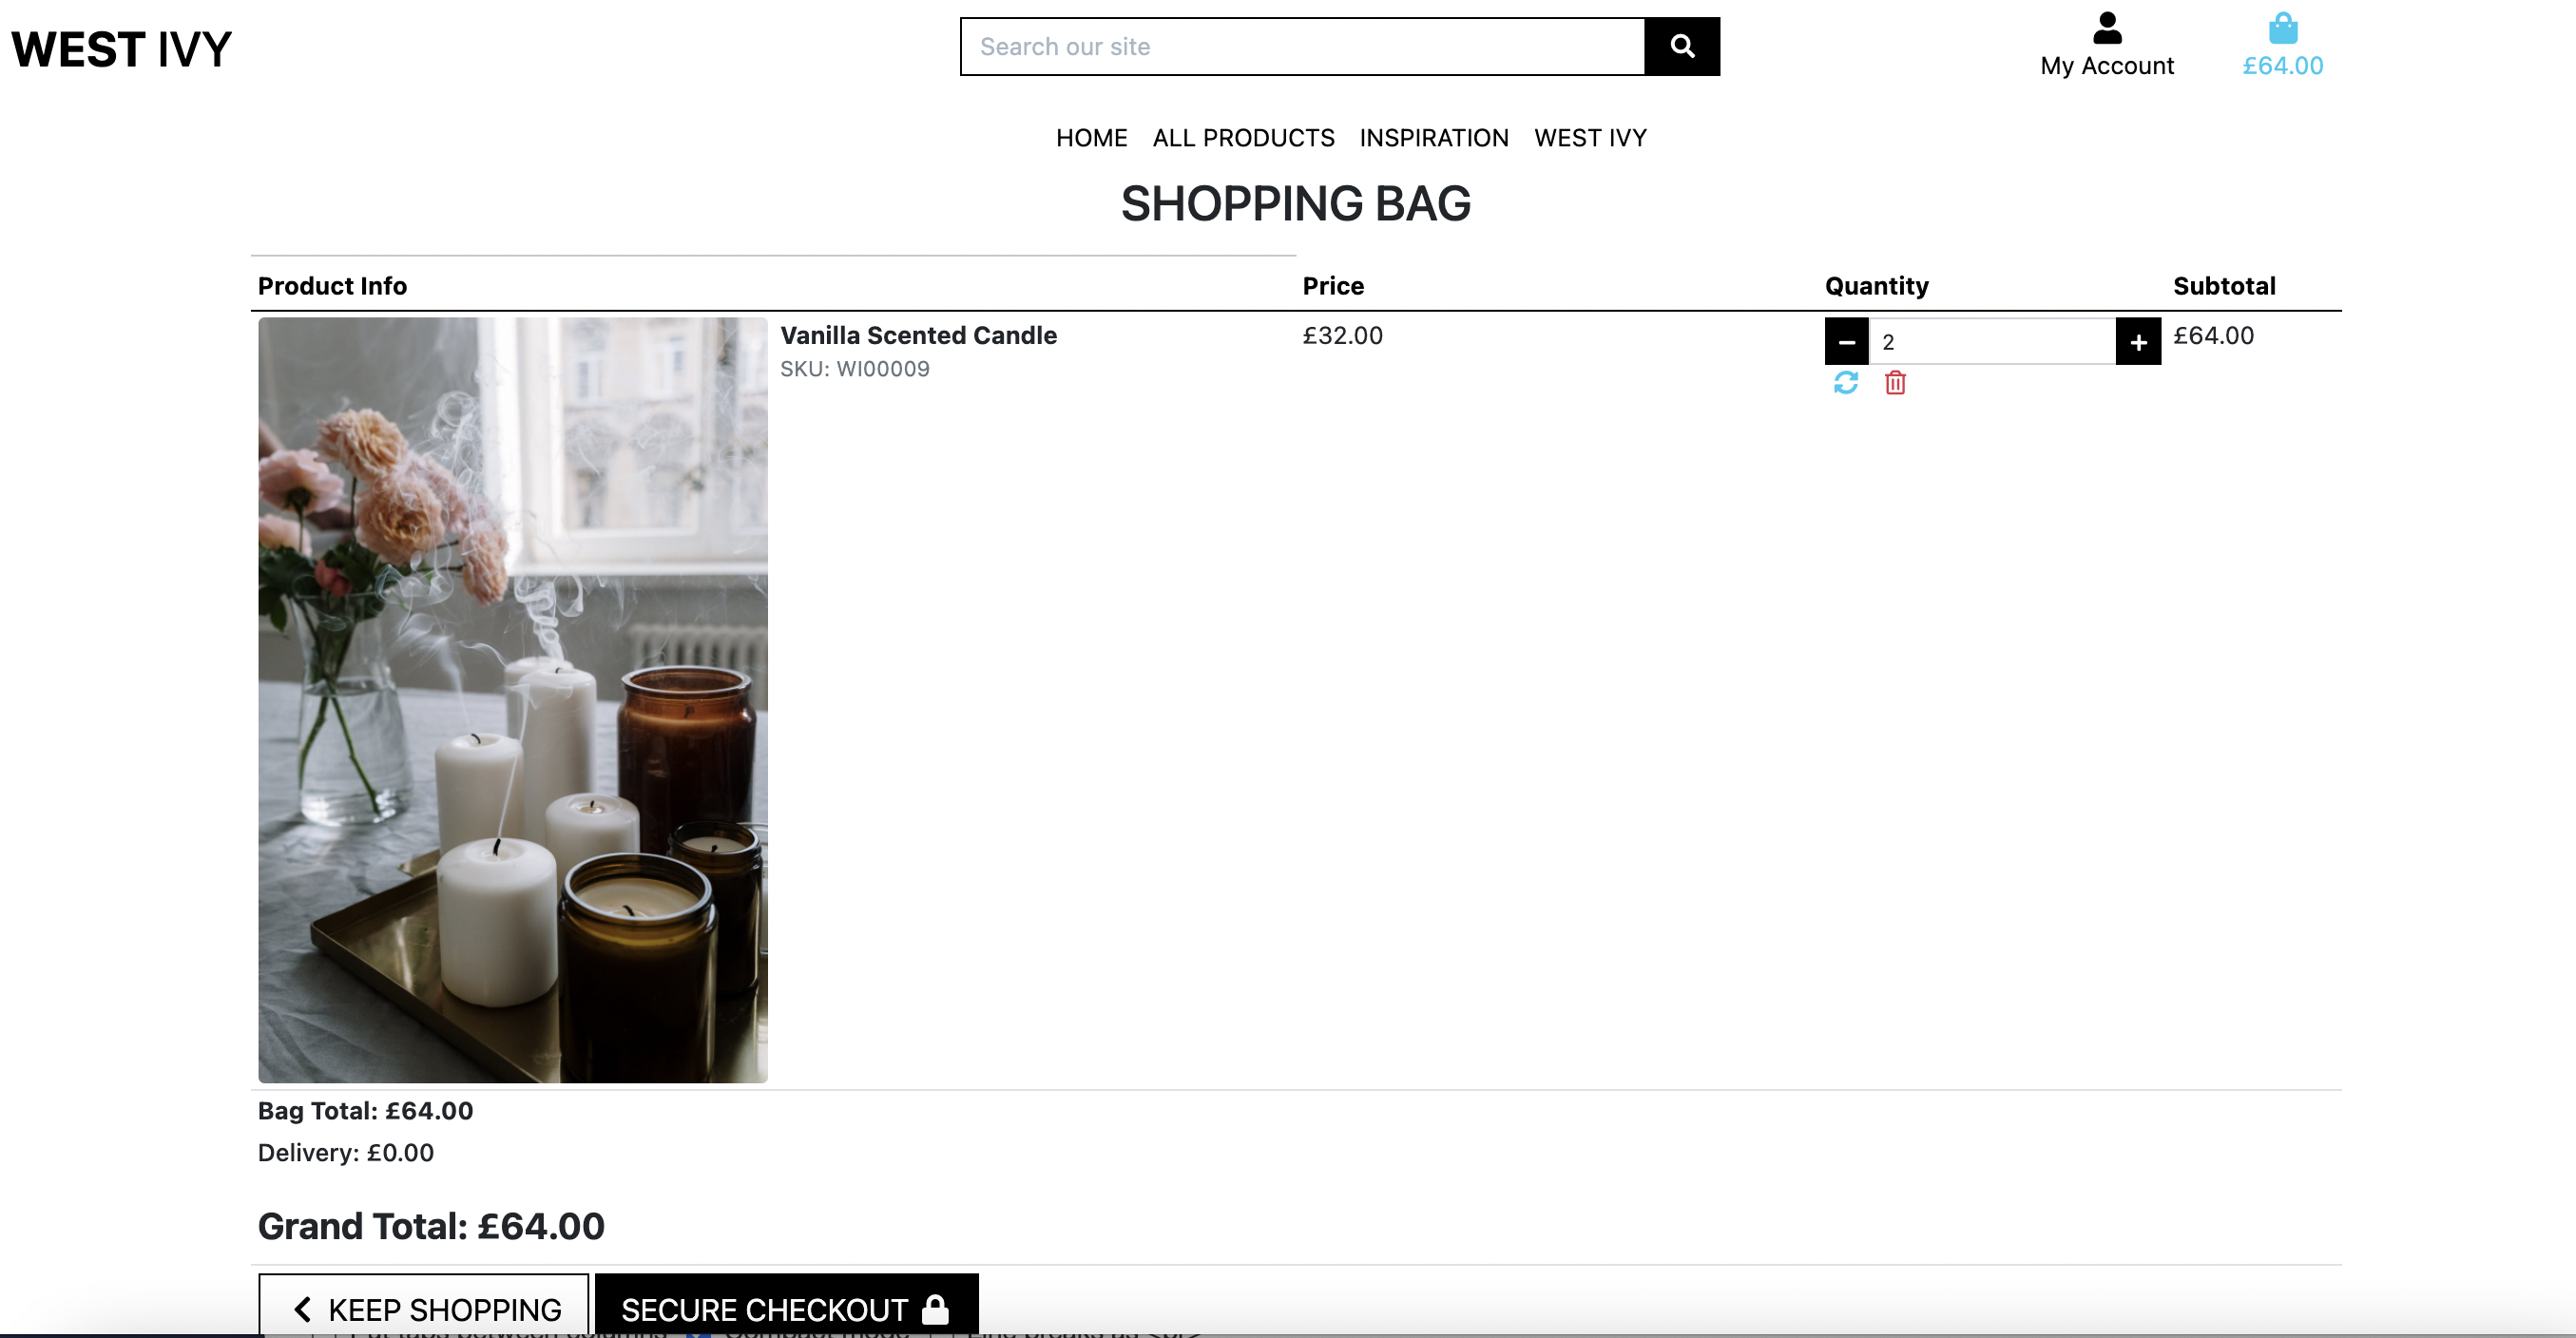 WEST IVY
Search our site
My Account
£64.00
HOME ALL PRODUCTS INSPIRATION WEST IVY
SHOPPING BAG
Product Info Price Quantity Subtotal
Vanilla Scented Candle £32.00 2 £64.00
SKU: WI00009
Bag Total: £64.00
Delivery: £0.00
Grand Total: £64.00
KEEP SHOPPING SECURE CHECKOUT